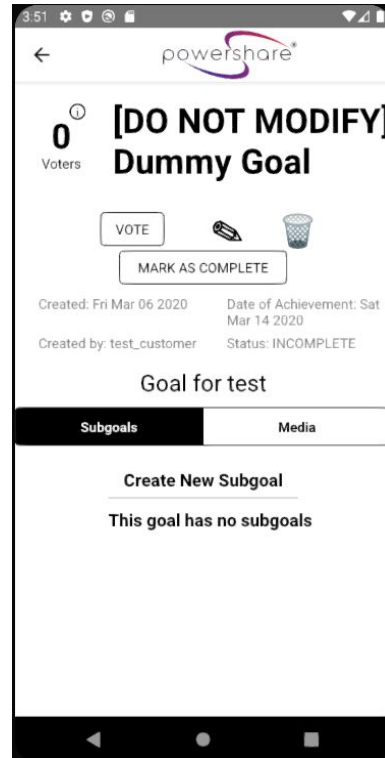 3:51
powershare®
0
Voters
[DO NOT MODIFY]
Dummy Goal
VOTE
MARK AS COMPLETE
Created: Fri Mar 06 2020
Date of Achievement: Sat
Mar 14 2020
Created by: test_customer
Status: INCOMPLETE
Goal for test
Subgoals
Media
Create New Subgoal
This goal has no subgoals